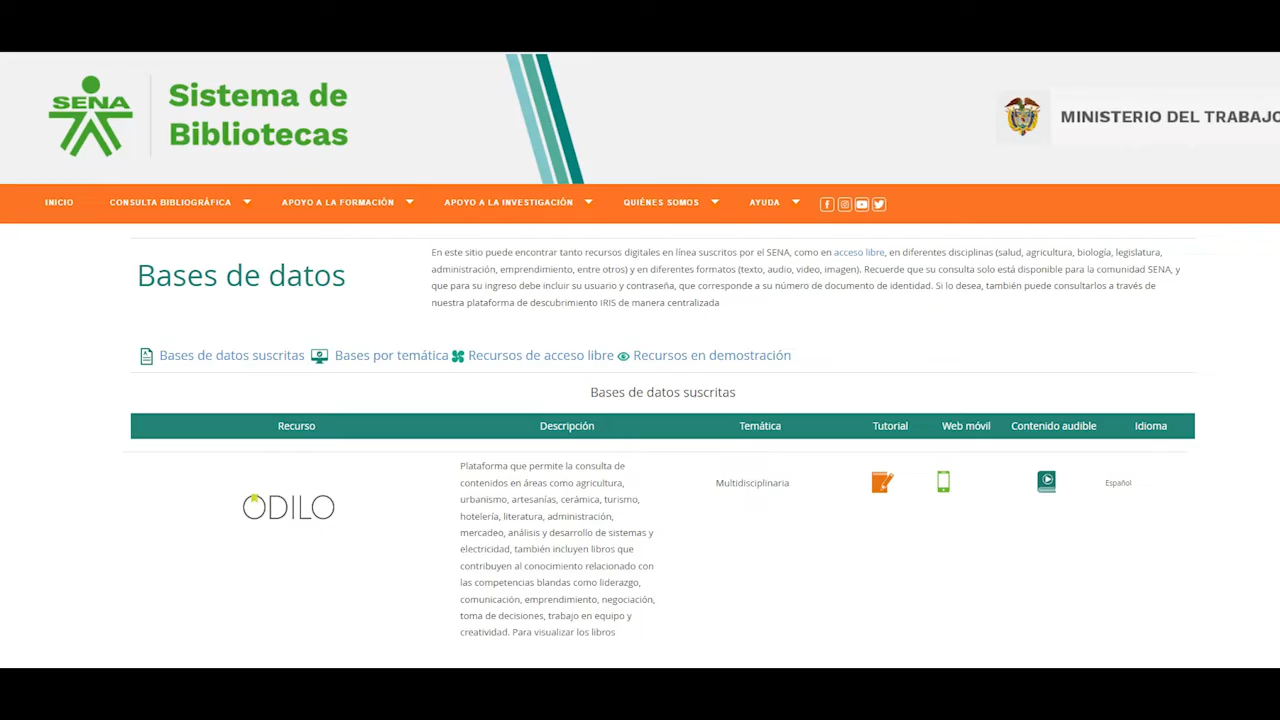 SENA
Sistema de
Bibliotecas
MINISTERIO DEL TRABAJO
INICIO
CONSULTA BIBLIOGRÁFICA
APOYO A LA FORMACIÓN
APOYO A LA INVESTIGACIÓN
QUIÉNES SOMOS
AYUDA
Bases de datos
En este sitio puede encontrar tanto recursos digitales en línea suscritos por el SENA, como en acceso libre, en diferentes disciplinas (salud, agricultura, biología, legislatura,
administración, emprendimiento, entre otros) y en diferentes formatos (texto, audio, video, imagen). Recuerde que su consulta solo está disponible para la comunidad SENA, y
que para su ingreso debe incluir su usuario y contraseña, que corresponde a su número de documento de identidad. Si lo desea, también puede consultarlos a través de
nuestra plataforma de descubrimiento IRIS de manera centralizada
Bases de datos suscritas
Bases por temática
Recursos de acceso libre
Recursos en demostración
Bases de datos suscritas
Recurso
Descripción
Temática
Tutorial
Web móvil
Contenido audible
Idioma
ODILO
Plataforma que permite la consulta de
contenidos en áreas como agricultura,
urbanismo, artesanías, cerámica, turismo,
hotelería, literatura, administración,
mercadeo, análisis y desarrollo de sistemas y
electricidad, también incluyen libros que
contribuyen al conocimiento relacionado con
las competencias blandas como liderazgo,
comunicación, emprendimiento, negociación,
toma de decisiones, trabajo en equipo y
creatividad. Para visualizar los libros
Multidisciplinaria
Español